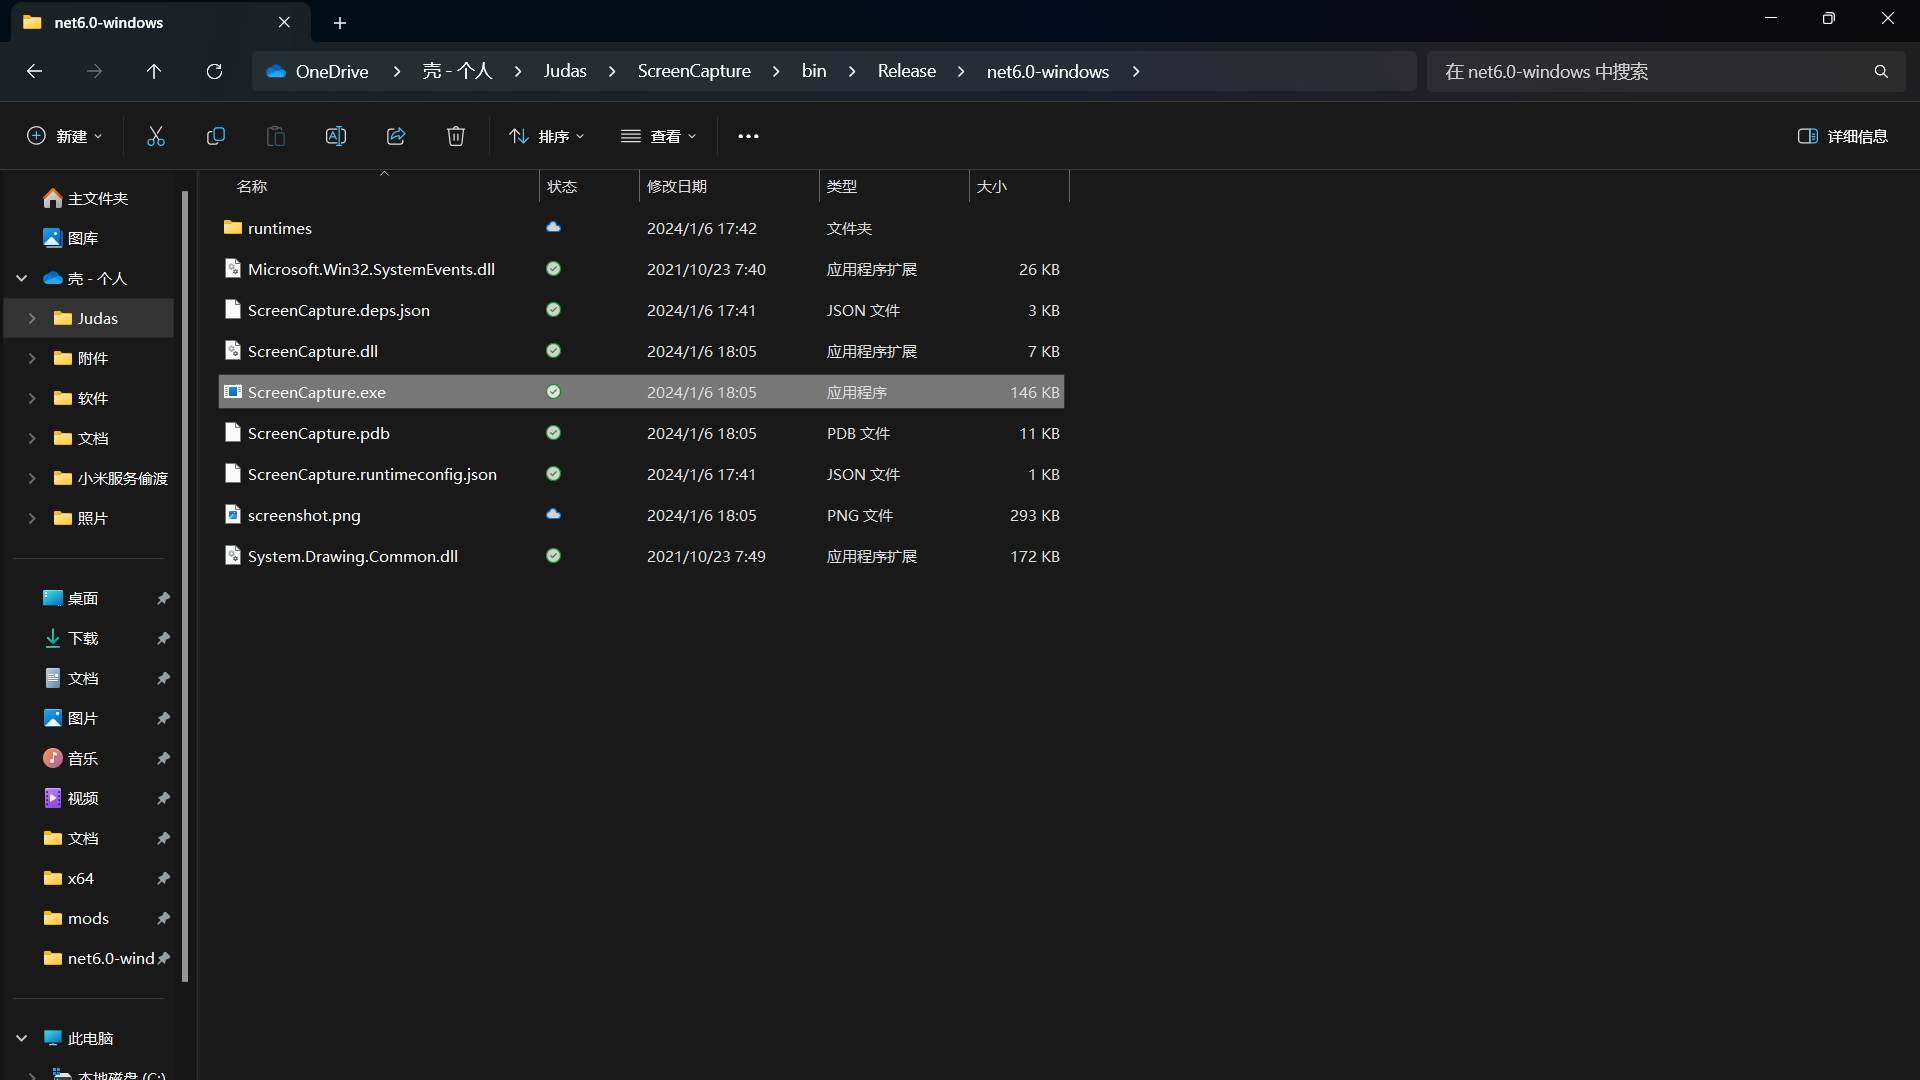 net6.0-windows
OneDrive 壳 - 个人 Judas ScreenCapture bin Release net6.0-windows
在 net6.0-windows 中搜索
新建 排序 查看 详细信息
主文件夹
图库
壳 - 个人
Judas
附件
软件
文档
小米服务偷渡
照片
桌面
下载
文档
图片
音乐
视频
文档
x64
mods
net6.0-wind
此电脑
本地磁盘 (C:)
名称 状态 修改日期 类型 大小
runtimes 2024/1/6 17:42 文件夹
Microsoft.Win32.SystemEvents.dll 2021/10/23 7:40 应用程序扩展 26 KB
ScreenCapture.deps.json 2024/1/6 17:41 JSON 文件 3 KB
ScreenCapture.dll 2024/1/6 18:05 应用程序扩展 7 KB
ScreenCapture.exe 2024/1/6 18:05 应用程序 146 KB
ScreenCapture.pdb 2024/1/6 18:05 PDB 文件 11 KB
ScreenCapture.runtimeconfig.json 2024/1/6 17:41 JSON 文件 1 KB
screenshot.png 2024/1/6 18:05 PNG 文件 293 KB
System.Drawing.Common.dll 2021/10/23 7:49 应用程序扩展 172 KB